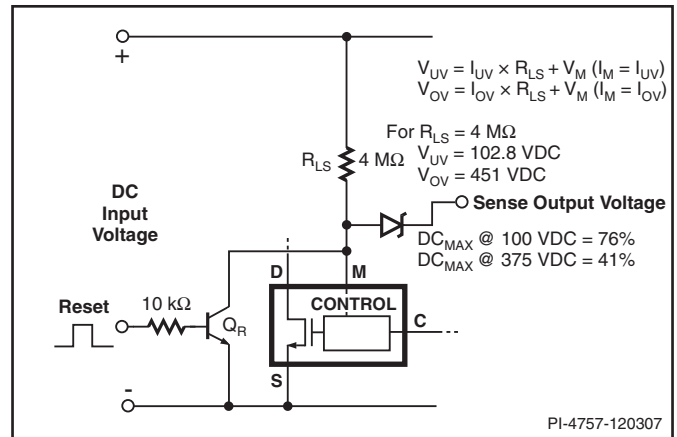 +
V_UV = I_UV × R_LS + V_M (I_M = I_UV)
V_OV = I_OV × R_LS + V_M (I_M = I_OV)
For R_LS = 4 MΩ
V_UV = 102.8 VDC
V_OV = 451 VDC
R_LS
4 MΩ
DC
Input
Voltage
Sense Output Voltage
DC_MAX @ 100 VDC = 76%
DC_MAX @ 375 VDC = 41%
D
M
CONTROL
C
Reset
10 kΩ
Q_R
S
-
PI-4757-120307